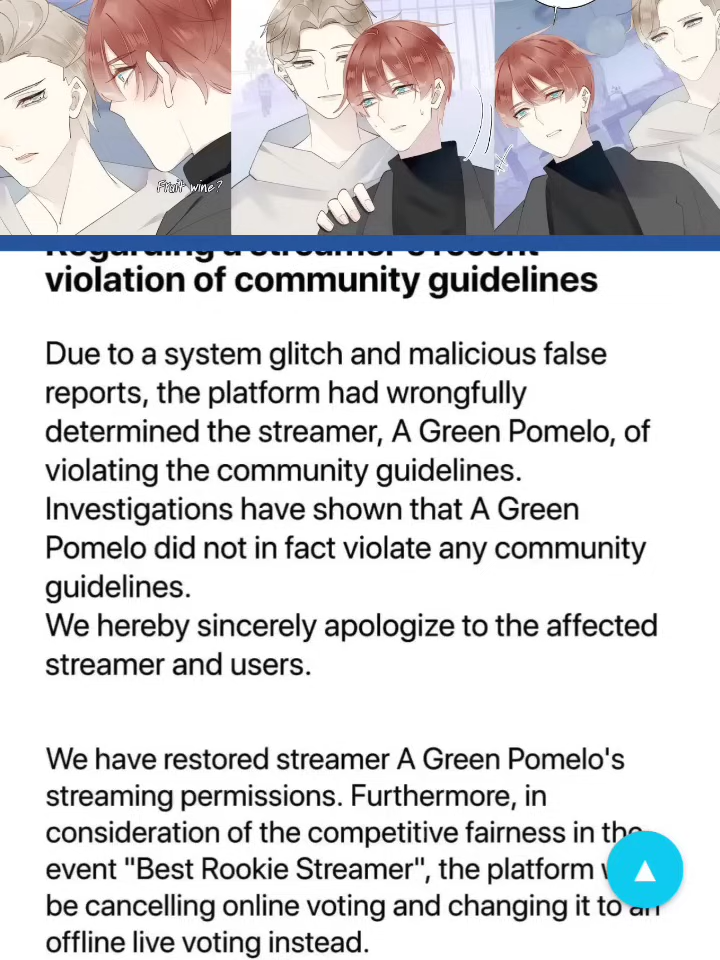 Fruit wine?
Regarding a streamer's recent
violation of community guidelines
Due to a system glitch and malicious false
reports, the platform had wrongfully
determined the streamer, A Green Pomelo, of
violating the community guidelines.
Investigations have shown that A Green
Pomelo did not in fact violate any community
guidelines.
We hereby sincerely apologize to the affected
streamer and users.
We have restored streamer A Green Pomelo's
streaming permissions. Furthermore, in
consideration of the competitive fairness in the
event "Best Rookie Streamer", the platform
be cancelling online voting and changing it to an
offline live voting instead.